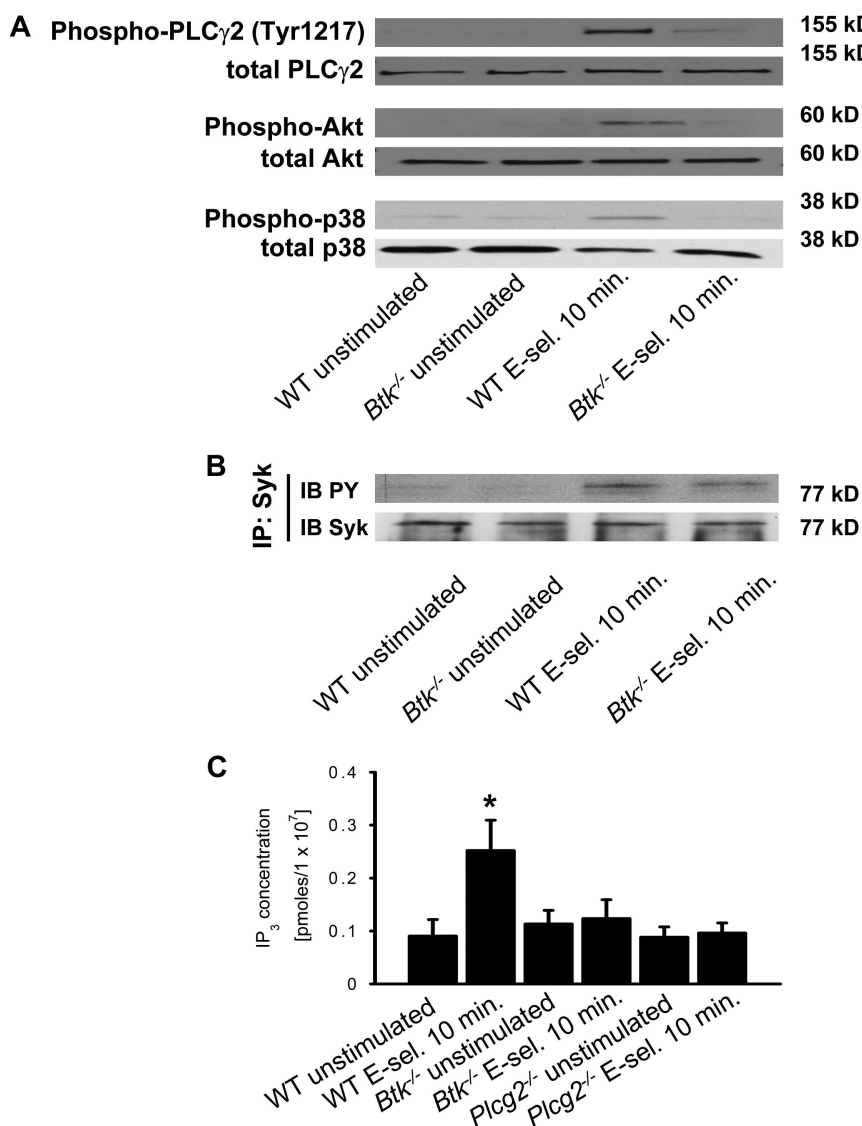 A
Phospho-PLCγ2 (Tyr1217)
155 kD
total PLCγ2
155 kD
Phospho-Akt
60 kD
total Akt
60 kD
Phospho-p38
38 kD
total p38
38 kD
WT unstimulated
Btk-/- unstimulated
WT E-sel. 10 min.
Btk-/- E-sel. 10 min.
B
IP: Syk
IB PY
77 kD
IB Syk
77 kD
WT unstimulated
Btk-/- unstimulated
WT E-sel. 10 min.
Btk-/- E-sel. 10 min.
C
IP3 concentration
[pmoles/1 x 10^7]
0.4
0.3
0.2
0.1
0
*
WT unstimulated
WT E-sel. 10 min.
Btk-/- unstimulated
Btk-/- E-sel. 10 min.
Plcg2-/- unstimulated
Plcg2-/- E-sel. 10 min.